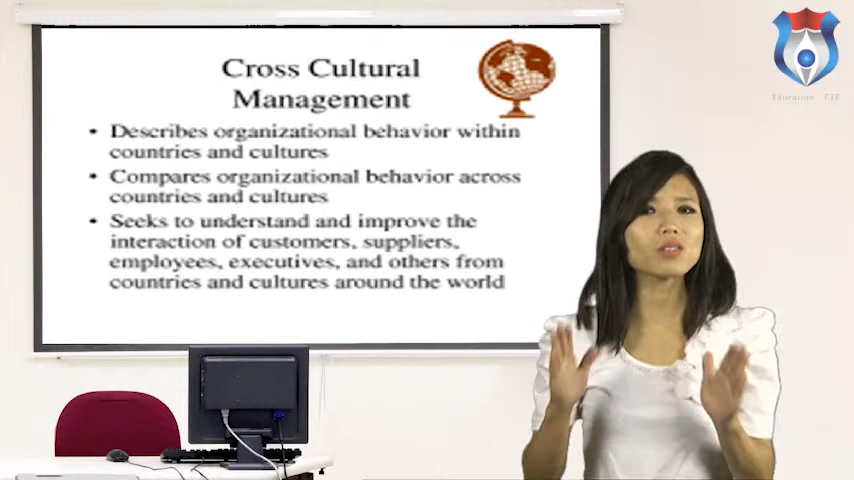 Cross Cultural
Management
• Describes organizational behavior within
countries and cultures
• Compares organizational behavior across
countries and cultures
• Seeks to understand and improve the
interaction of customers, suppliers,
employees, executives, and others from
countries and cultures around the world
Education